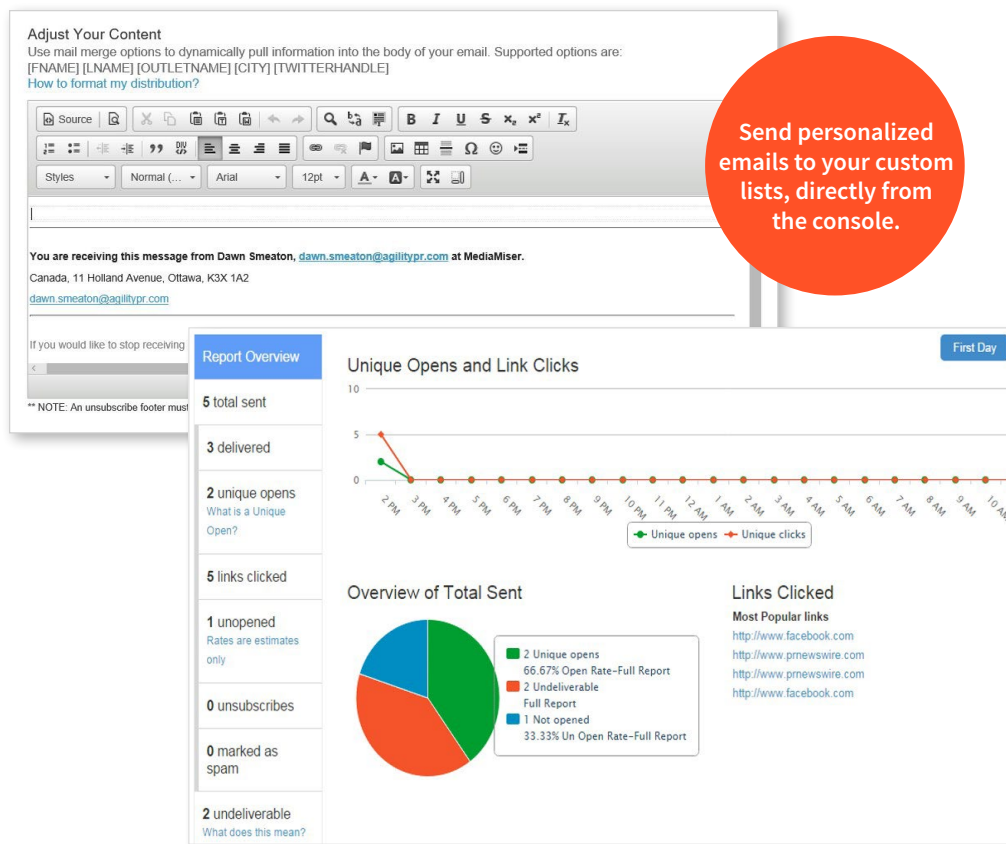 Adjust Your Content
Use mail merge options to dynamically pull information into the body of your email. Supported options are:
[FNAME] [LNAME] [OUTLETNAME] [CITY] [TWITTERHANDLE]
How to format my distribution?
Source
B I U S x₂ x² Iₓ
Styles Normal (... Arial 12pt A A
You are receiving this message from Dawn Smeaton, dawn.smeaton@agilitypr.com at MediaMiser.
Canada, 11 Holland Avenue, Ottawa, K3X 1A2
dawn.smeaton@agilitypr.com
If you would like to stop receiving
** NOTE: An unsubscribe footer must
Send personalized
emails to your custom
lists, directly from
the console.
Report Overview
5 total sent
3 delivered
2 unique opens
What is a Unique
Open?
5 links clicked
1 unopened
Rates are estimates
only
0 unsubscribes
0 marked as
spam
2 undeliverable
What does this mean?
First Day
Unique Opens and Link Clicks
10
5
0
2 PM 3 PM 4 PM 5 PM 6 PM 7 PM 8 PM 9 PM 10 PM 11 PM 12 AM 1 AM 2 AM 3 AM 4 AM 5 AM 6 AM 7 AM 8 AM 9 AM 10 AM
Unique opens Unique clicks
Overview of Total Sent
2 Unique opens
66.67% Open Rate-Full Report
2 Undeliverable
Full Report
1 Not opened
33.33% Un Open Rate-Full Report
Links Clicked
Most Popular links
http://www.facebook.com
http://www.prnewswire.com
http://www.prnewswire.com
http://www.facebook.com